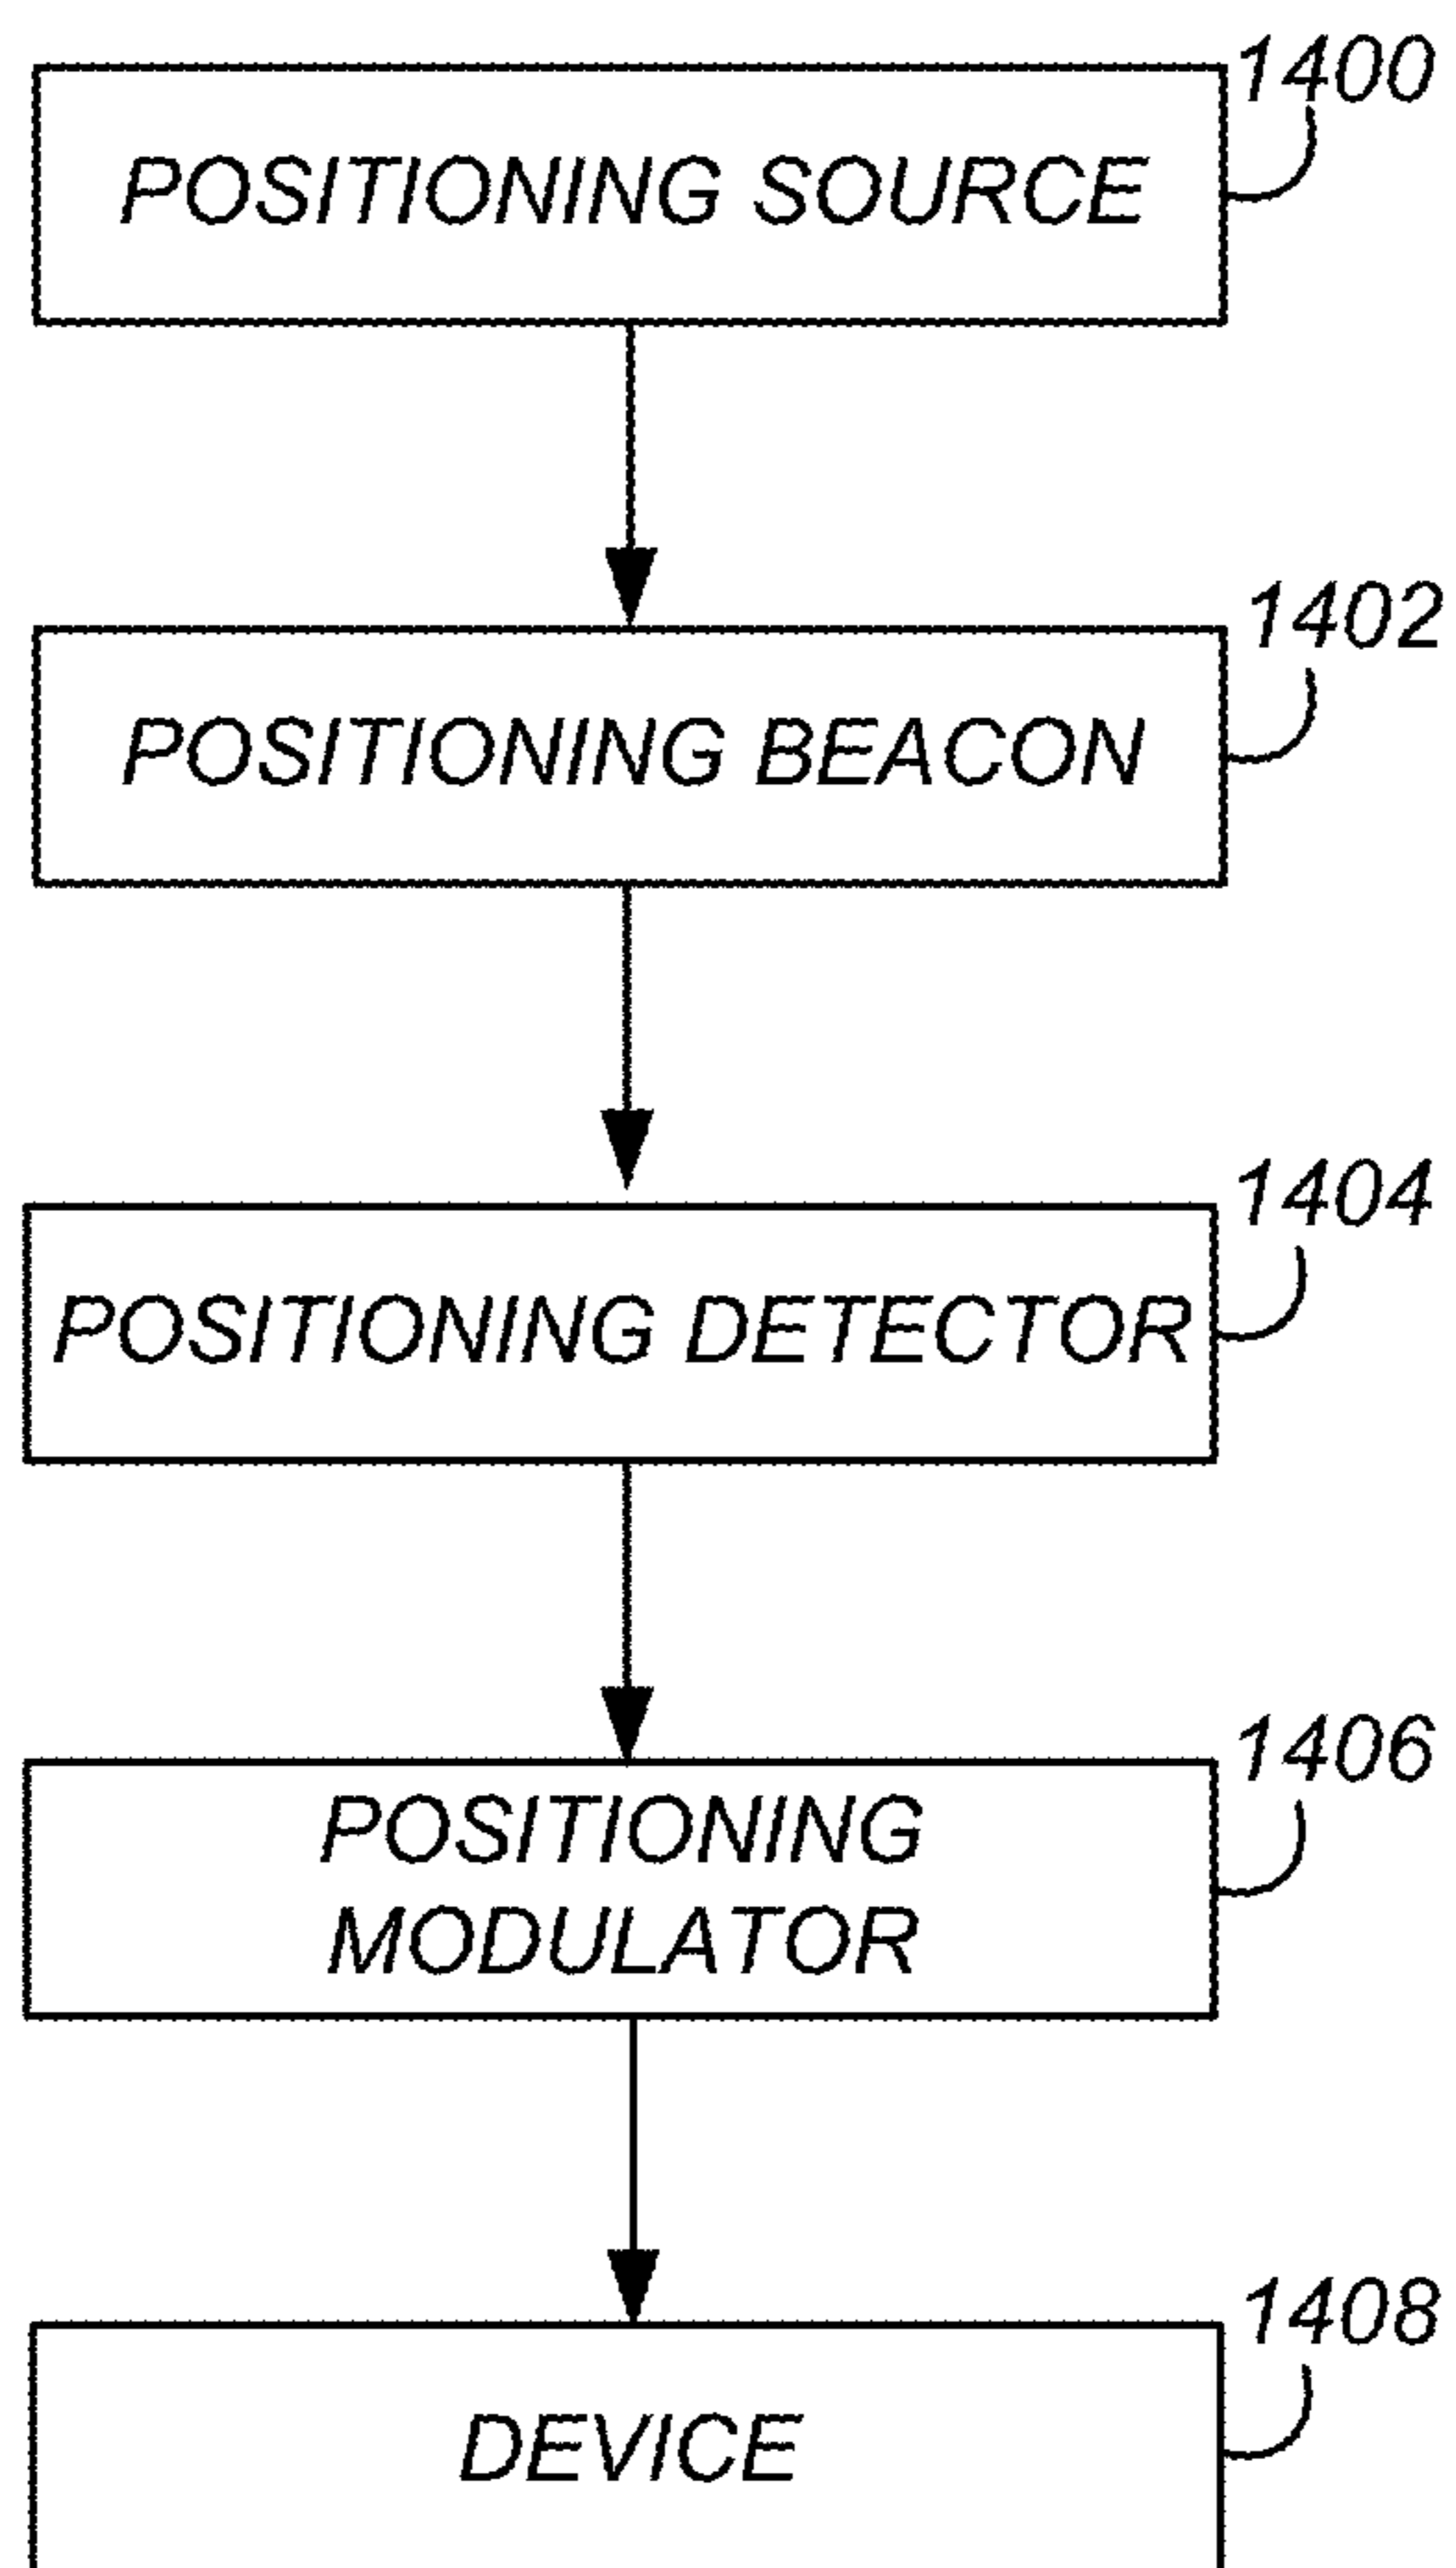 1400
POSITIONING SOURCE
1402
POSITIONING BEACON
1404
POSITIONING DETECTOR
1406
POSITIONING
MODULATOR
1408
DEVICE